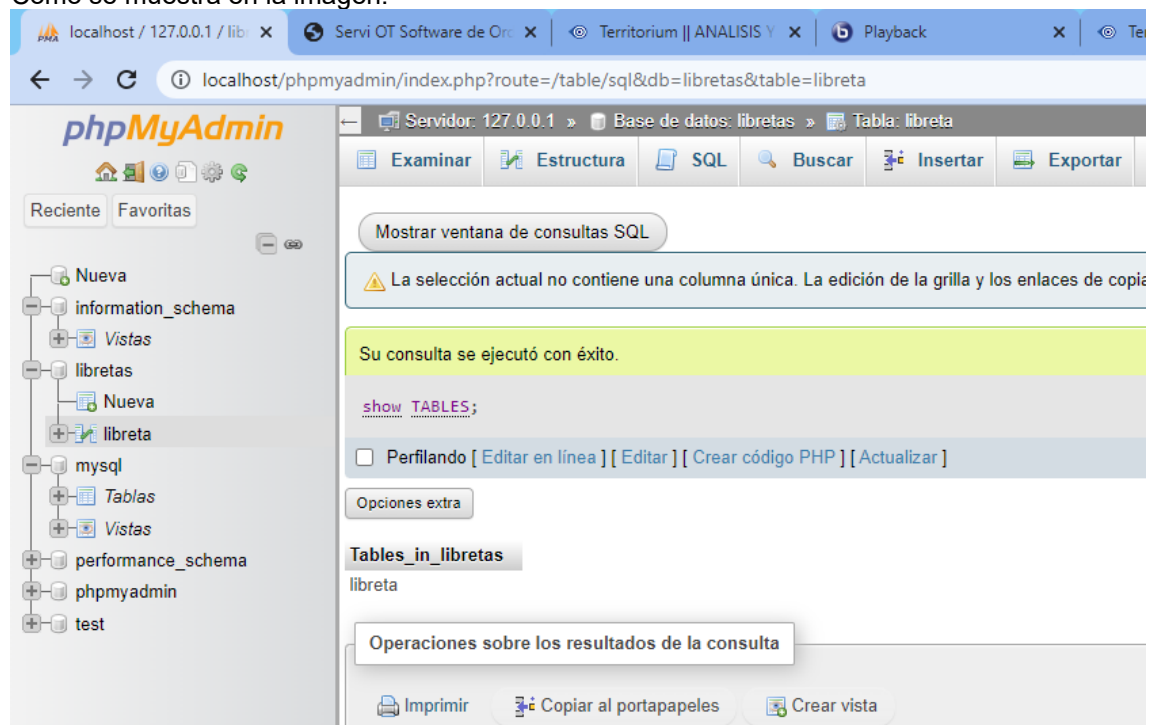 Como se muestra en la imagen.
localhost / 127.0.0.1 / lib
Servi OT Software de Or
Territorium || ANALISIS Y
Playback
Te
localhost/phpmyadmin/index.php?route=/table/sql&db=libretas&table=libreta
phpMyAdmin
Reciente Favoritas
Nueva
information_schema
Vistas
libretas
Nueva
libreta
mysql
Tablas
Vistas
performance_schema
phpmyadmin
test
Servidor: 127.0.0.1 » Base de datos: libretas » Tabla: libreta
Examinar Estructura SQL Buscar Insertar Exportar
Mostrar ventana de consultas SQL
La selección actual no contiene una columna única. La edición de la grilla y los enlaces de copia
Su consulta se ejecutó con éxito.
show TABLES;
Perfilando [ Editar en línea ] [ Editar ] [ Crear código PHP ] [ Actualizar ]
Opciones extra
Tables_in_libretas
libreta
Operaciones sobre los resultados de la consulta
Imprimir Copiar al portapapeles Crear vista